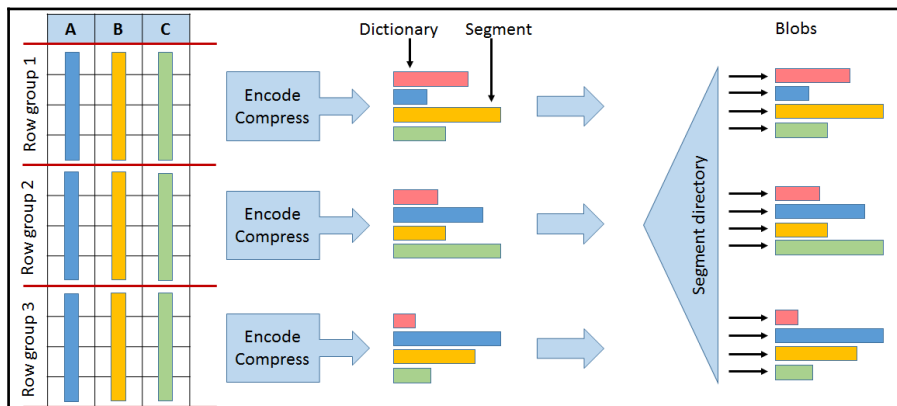 A B C
Dictionary Segment Blobs
Row group 1
Encode
Compress
Row group 2
Encode
Compress
Segment directory
Row group 3
Encode
Compress